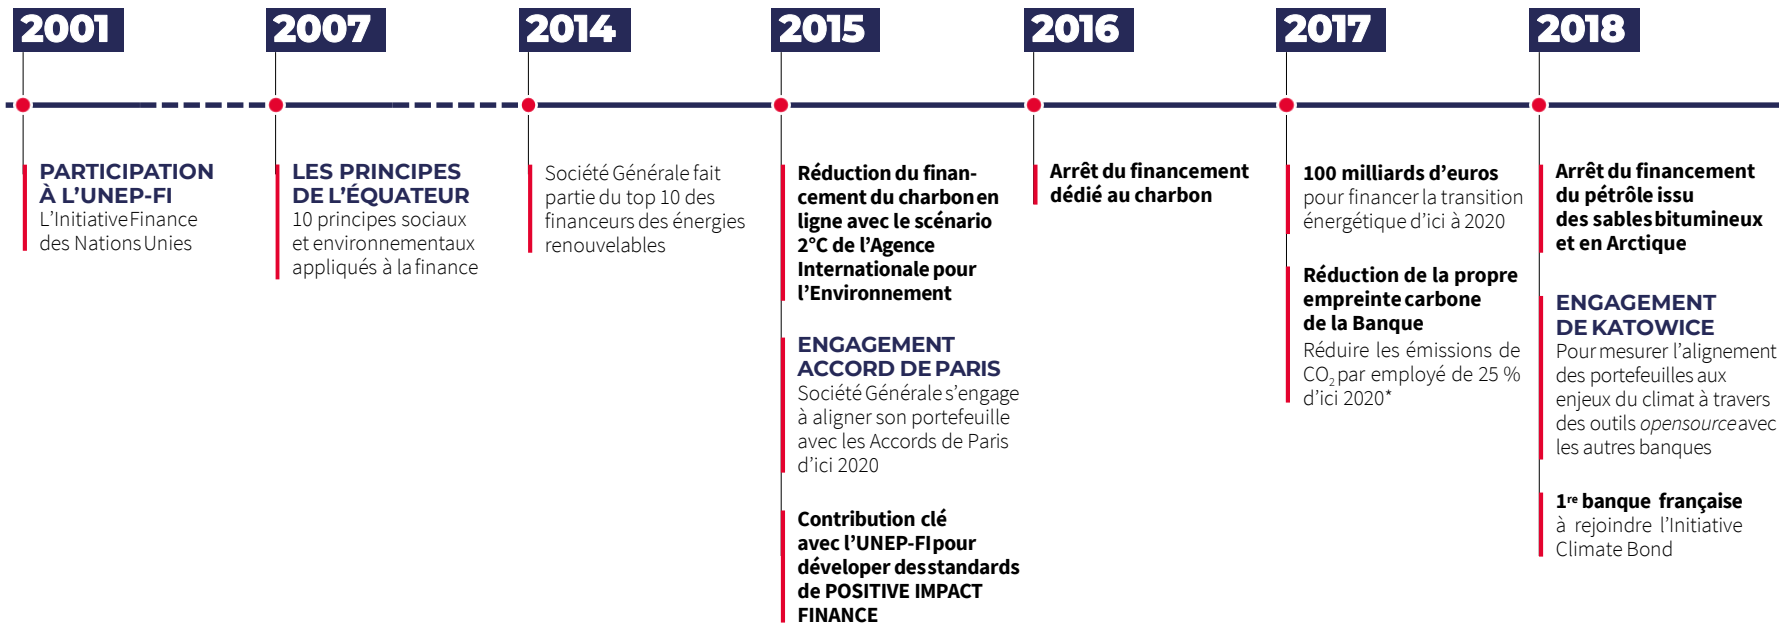 2001
PARTICIPATION
À L’UNEP-FI
L’Initiative Finance
des Nations Unies
2007
LES PRINCIPES
DE L’ÉQUATEUR
10 principes sociaux
et environnementaux
appliqués à la finance
2014
Société Générale fait
partie du top 10 des
financeurs des énergies
renouvelables
2015
Réduction du finan-
cement du charbon en
ligne avec le scénario
2°C de l’Agence
Internationale pour
l’Environnement
ENGAGEMENT
ACCORD DE PARIS
Société Générale s’engage
à aligner son portefeuille
avec les Accords de Paris
d’ici 2020
Contribution clé
avec l’UNEP-FI pour
déveloper des standards
de POSITIVE IMPACT
FINANCE
2016
Arrêt du financement
dédié au charbon
2017
100 milliards d’euros
pour financer la transition
énergétique d’ici à 2020
Réduction de la propre
empreinte carbone
de la Banque
Réduire les émissions de
CO₂ par employé de 25 %
d’ici 2020*
2018
Arrêt du financement
du pétrôle issu
des sables bitumineux
et en Arctique
ENGAGEMENT
DE KATOWICE
Pour mesurer l’alignement
des portefeuilles aux
enjeux du climat à travers
des outils opensource avec
les autres banques
1re banque française
à rejoindre l’Initiative
Climate Bond